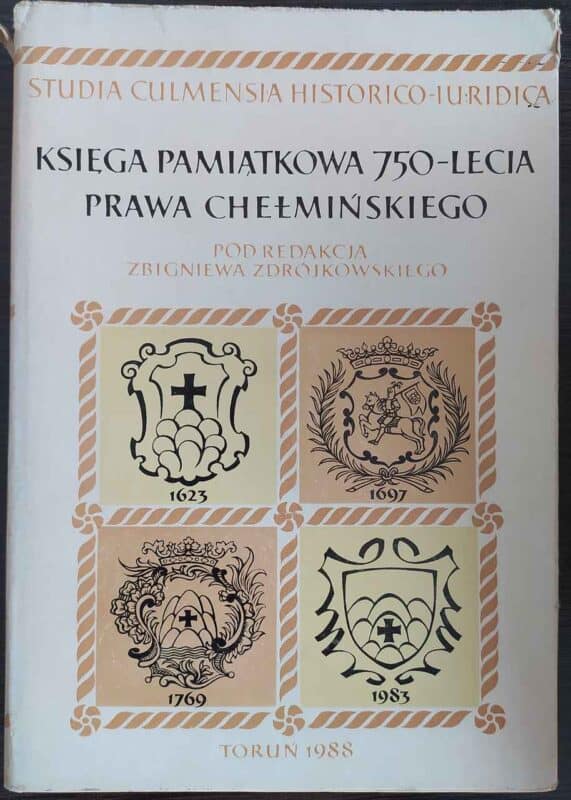 STUDIA CULMENSIA HISTORICO-IURIDICA
KSIĘGA PAMIĄTKOWA 750-LECIA
PRAWA CHEŁMIŃSKIEGO
POD REDAKCJĄ
ZBIGNIEWA ZDRÓJKOWSKIEGO
1623
1697
1769
1983
TORUŃ 1988